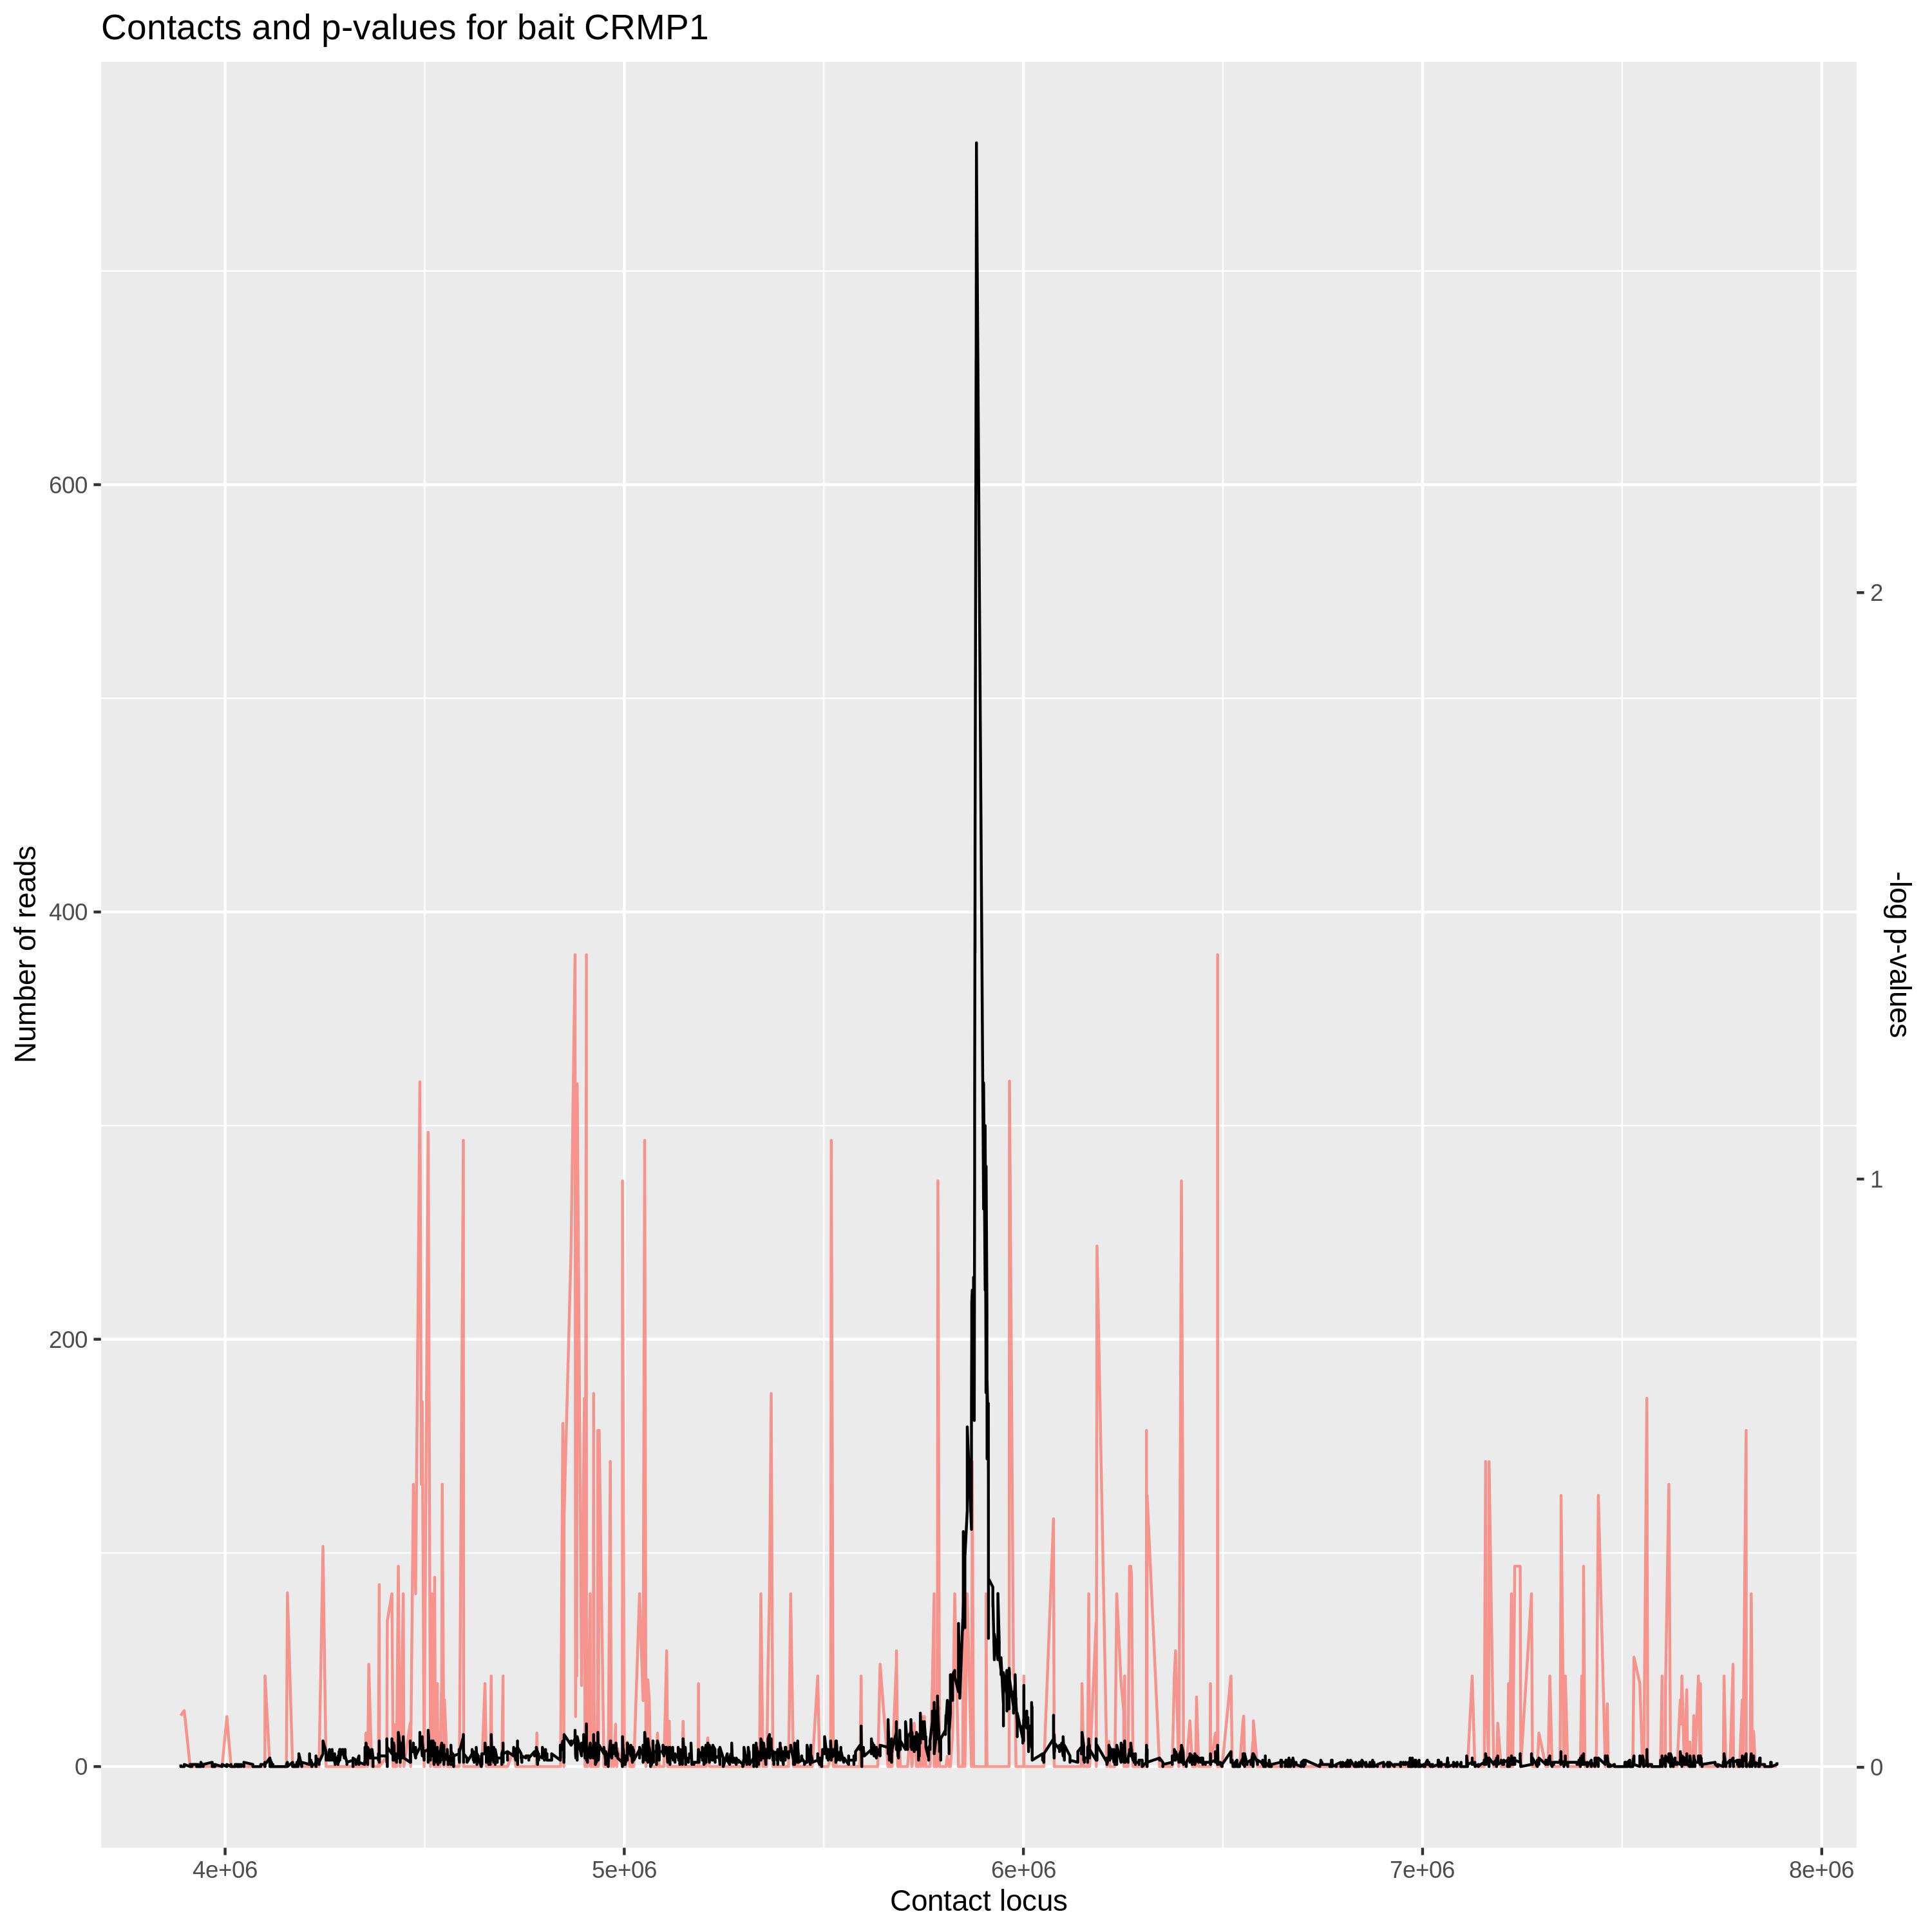 Contacts and p-values for bait CRMP1
Number of reads
600
400
200
0
2
1
0
-log p-values
4e+06
5e+06
6e+06
7e+06
8e+06
Contact locus